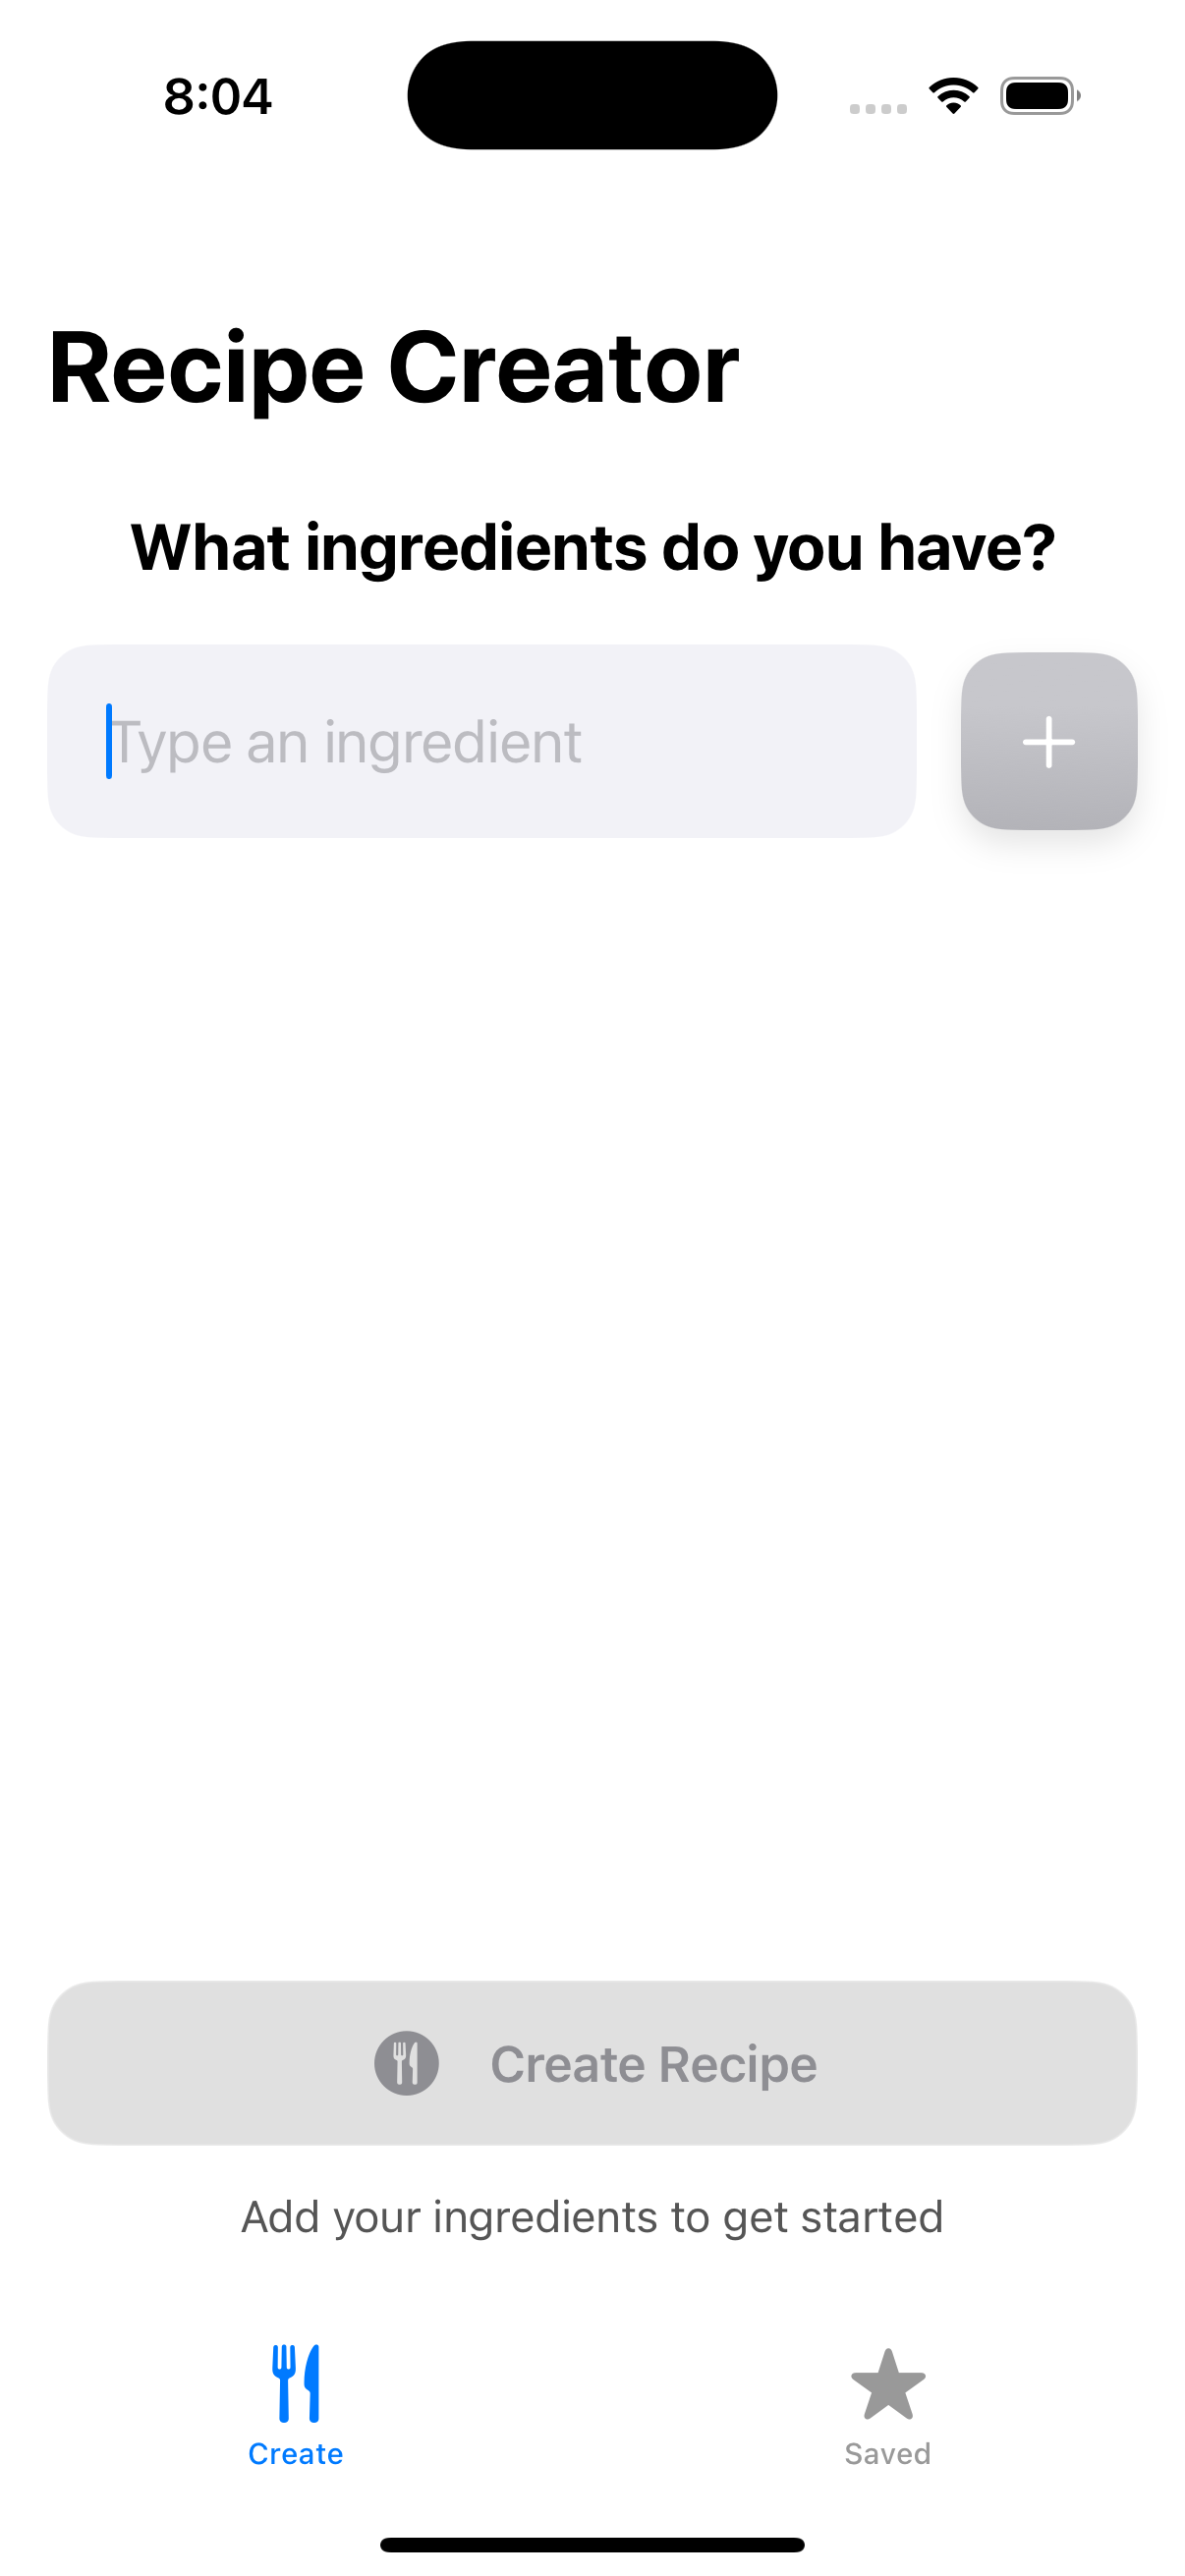 8:04
Recipe Creator
What ingredients do you have?
Type an ingredient
Create Recipe
Add your ingredients to get started
Create
Saved